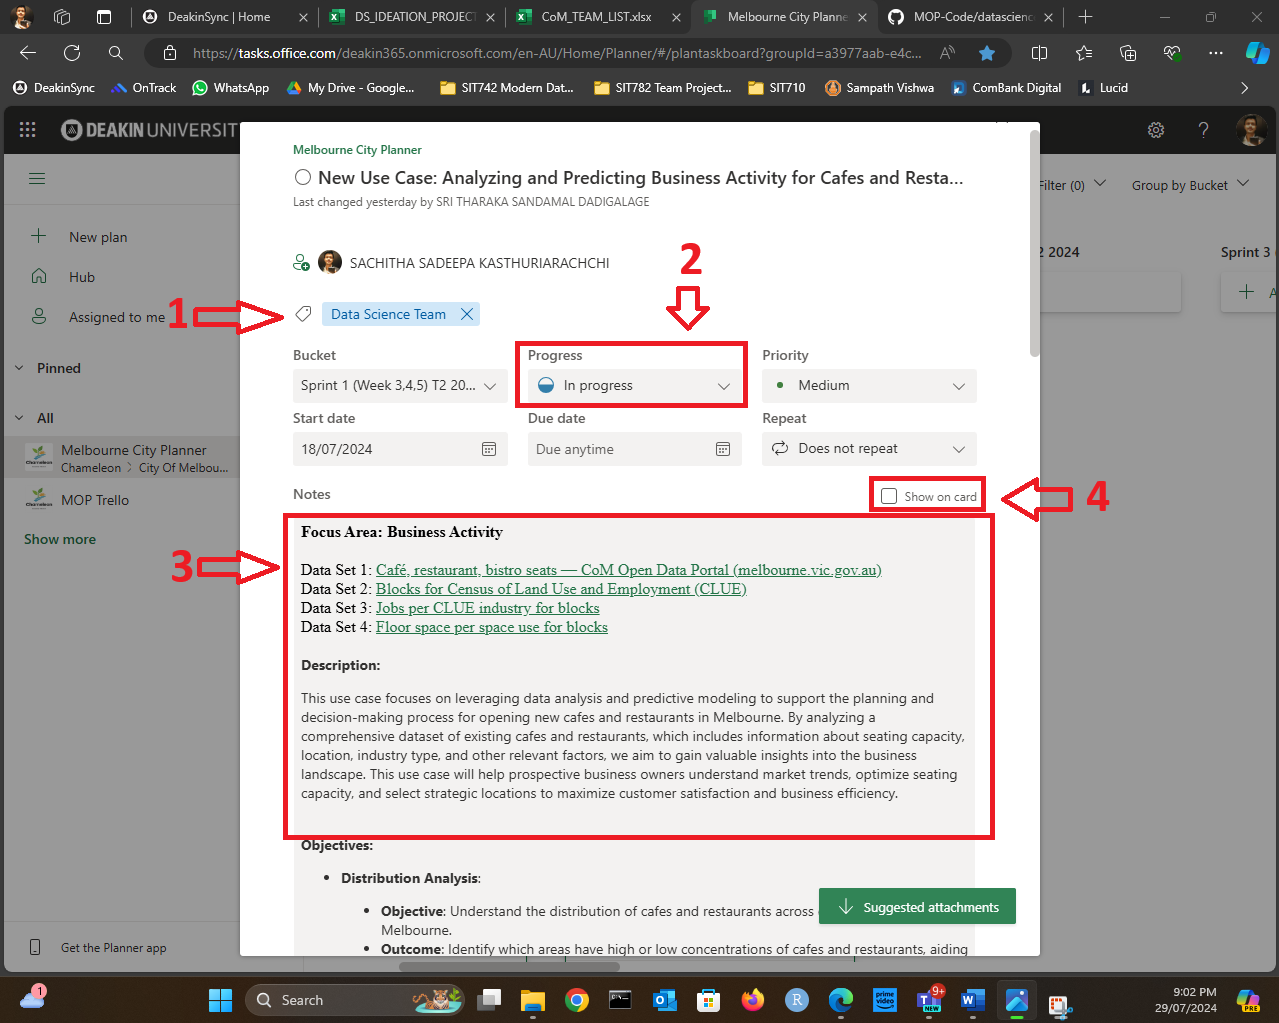 DeakinSync | Home
DS_IDEATION_PROJECT
CoM_TEAM_LIST.xlsx
Melbourne City Planne
MOP-Code/datascienc
https://tasks.office.com/deakin365.onmicrosoft.com/en-AU/Home/Planner/#/plantaskboard?groupId=a3977aab-e4c...
DeakinSync
OnTrack
WhatsApp
My Drive - Google...
SIT742 Modern Dat...
SIT782 Team Project...
SIT710
Sampath Vishwa
ComBank Digital
Lucid
DEAKIN UNIVERSIT
Filter (0)
Group by Bucket
New plan
Hub
Assigned to me
Pinned
All
Melbourne City Planner
Chameleon > City Of Melbou...
MOP Trello
Show more
Get the Planner app
2 2024
Sprint 3
Melbourne City Planner
New Use Case: Analyzing and Predicting Business Activity for Cafes and Resta...
Last changed yesterday by SRI THARAKA SANDAMAL DADIGALAGE
SACHITHA SADEEPA KASTHURIARACHCHI
2
1
Data Science Team
Bucket
Progress
Priority
Sprint 1 (Week 3,4,5) T2 20...
In progress
Medium
Start date
Due date
Repeat
18/07/2024
Due anytime
Does not repeat
Notes
Show on card
4
3
Focus Area: Business Activity
Data Set 1: Café, restaurant, bistro seats — CoM Open Data Portal (melbourne.vic.gov.au)
Data Set 2: Blocks for Census of Land Use and Employment (CLUE)
Data Set 3: Jobs per CLUE industry for blocks
Data Set 4: Floor space per space use for blocks
Description:
This use case focuses on leveraging data analysis and predictive modeling to support the planning and
decision-making process for opening new cafes and restaurants in Melbourne. By analyzing a
comprehensive dataset of existing cafes and restaurants, which includes information about seating capacity,
location, industry type, and other relevant factors, we aim to gain valuable insights into the business
landscape. This use case will help prospective business owners understand market trends, optimize seating
capacity, and select strategic locations to maximize customer satisfaction and business efficiency.
Objectives:
• Distribution Analysis:
• Objective: Understand the distribution of cafes and restaurants across
Melbourne.
• Outcome: Identify which areas have high or low concentrations of cafes and restaurants, aiding
Suggested attachments
1
Search
9+
NEW
prime video
PRE
9:02 PM
29/07/2024